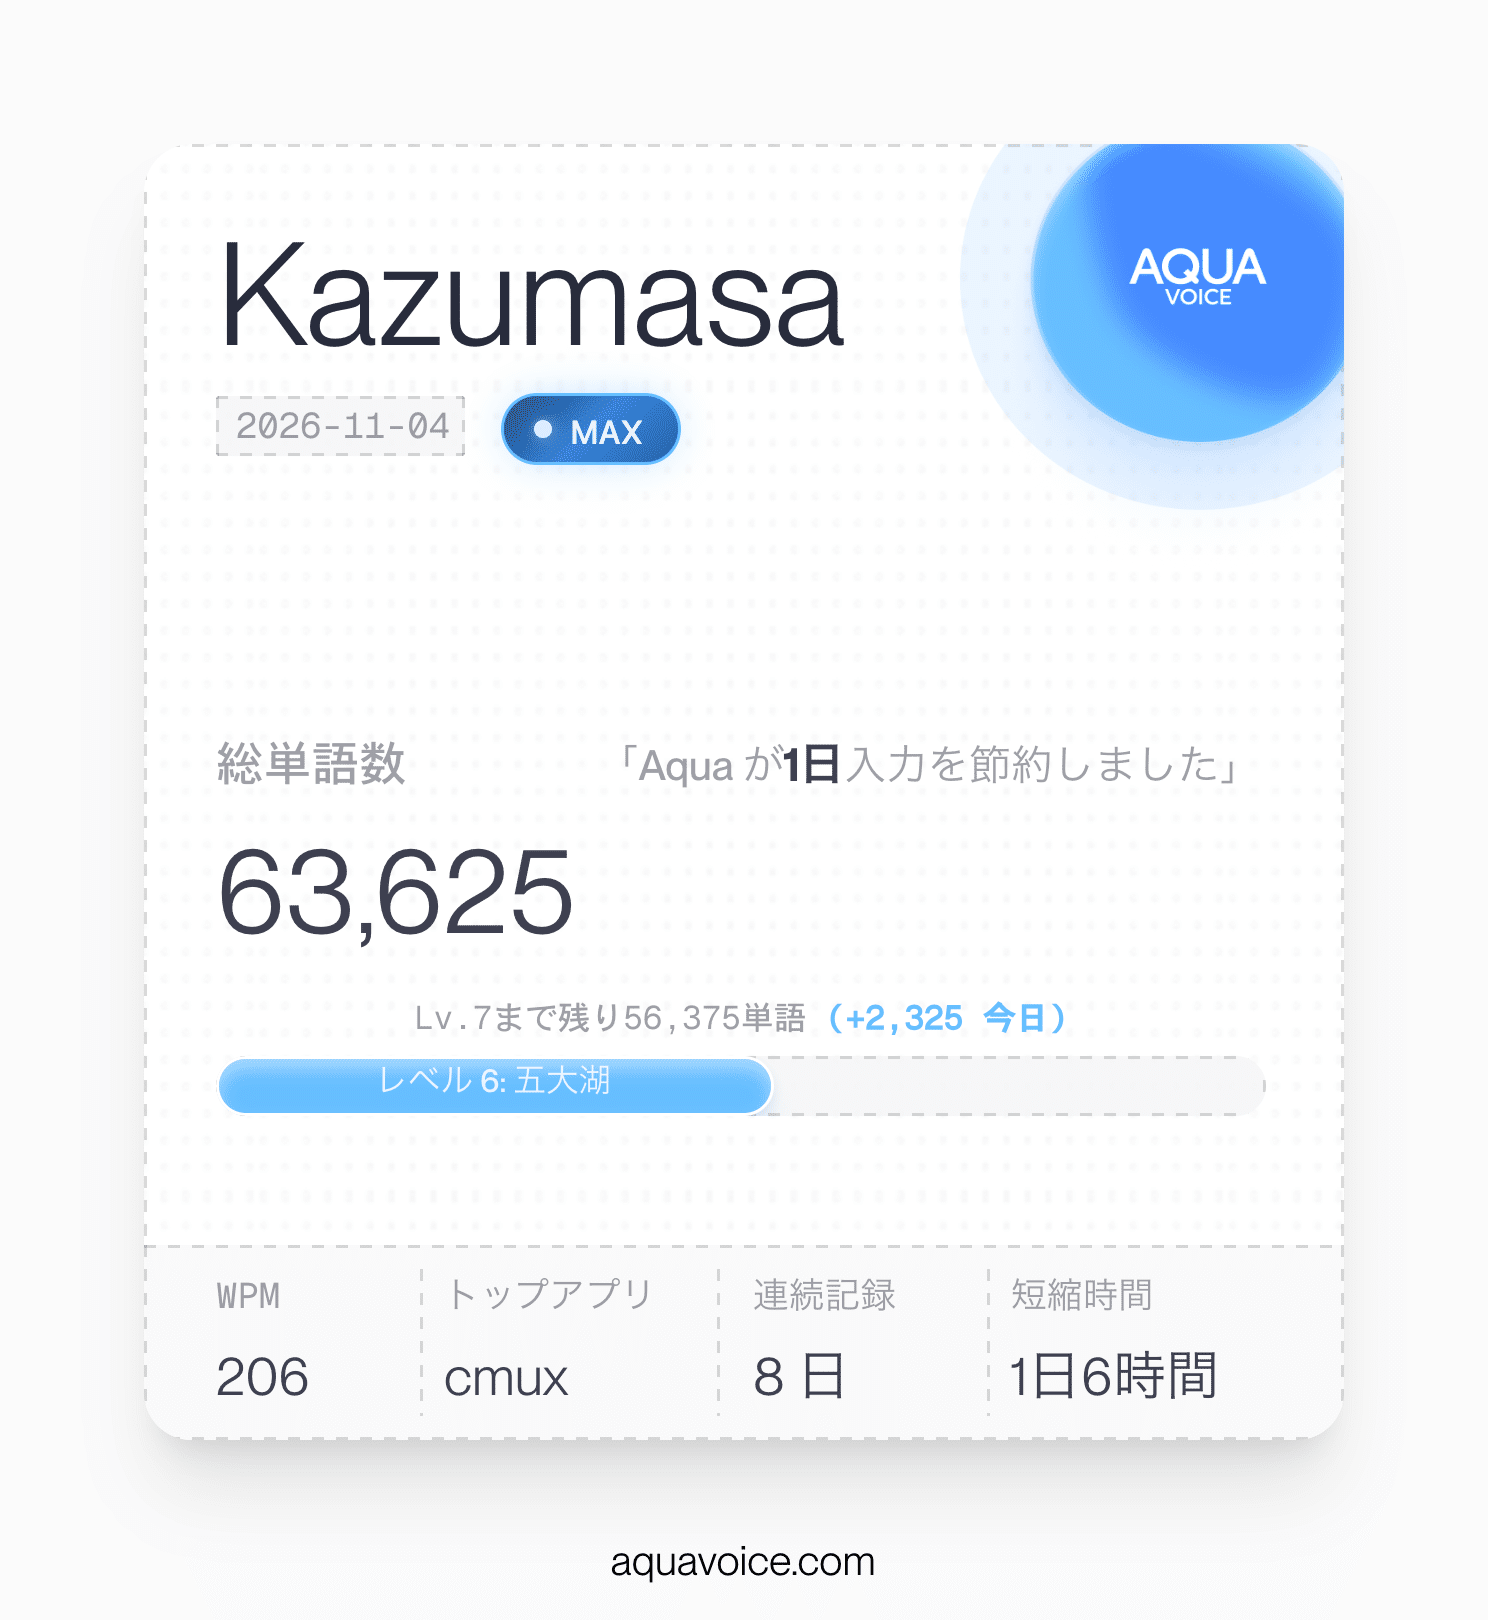 AQUA
VOICE
Kazumasa
2026-11-04
MAX
総単語数
「Aqua が1日入力を節約しました」
63,625
Lv.7まで残り56,375単語 (+2,325 今日)
レベル 6: 五大湖
WPM
206
トップアプリ
cmux
連続記録
8 日
短縮時間
1日6時間
aquavoice.com